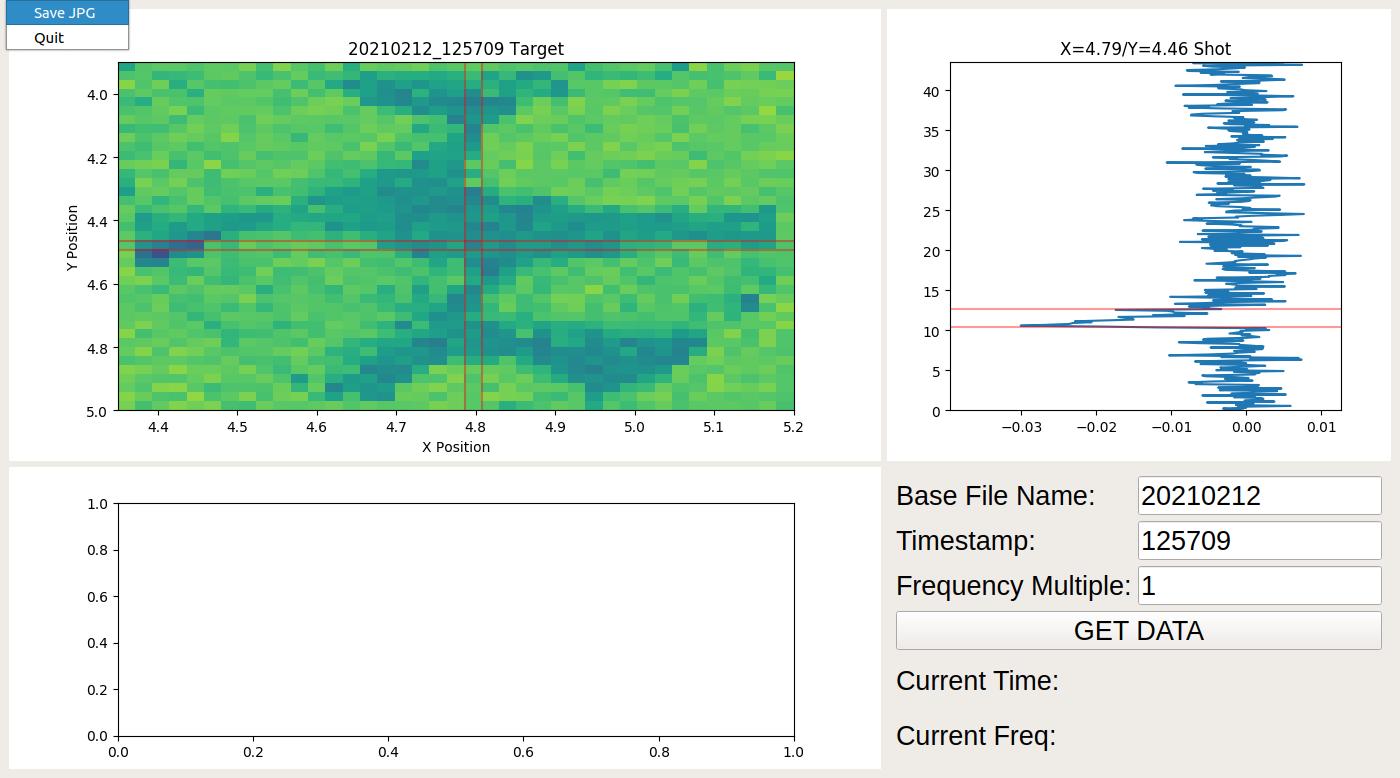 Save JPG
Quit
20210212_125709 Target
Y Position
4.0
4.2
4.4
4.6
4.8
5.0
4.4 4.5 4.6 4.7 4.8 4.9 5.0 5.1 5.2
X Position
X=4.79/Y=4.46 Shot
40
35
30
25
20
15
10
5
0
−0.03 −0.02 −0.01 0.00 0.01
1.0
0.8
0.6
0.4
0.2
0.0
0.0 0.2 0.4 0.6 0.8 1.0
Base File Name: 20210212
Timestamp: 125709
Frequency Multiple: 1
GET DATA
Current Time:
Current Freq: